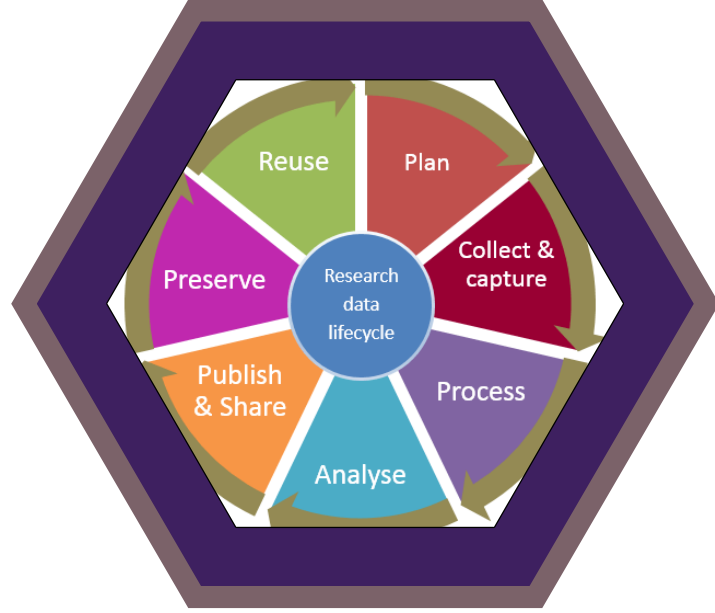 Research
data
lifecycle
Plan
Collect &
capture
Process
Analyse
Publish
& Share
Preserve
Reuse